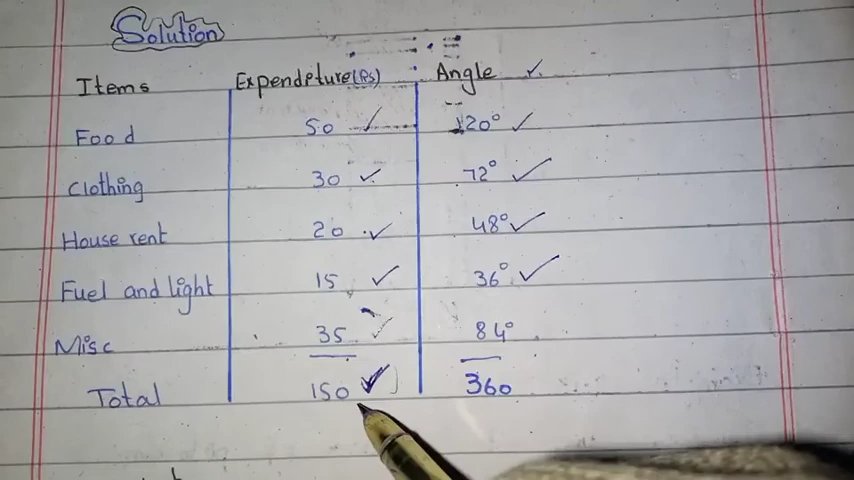 Solution
Items Expenditure(Rs) Angle ✓
Food 50 ✓ 120° ✓
Clothing 30 ✓ 72° ✓
House rent 20 ✓ 48° ✓
Fuel and light 15 ✓ 36° ✓
Misc 35 ✓ 84°
Total 150 ✓ 360